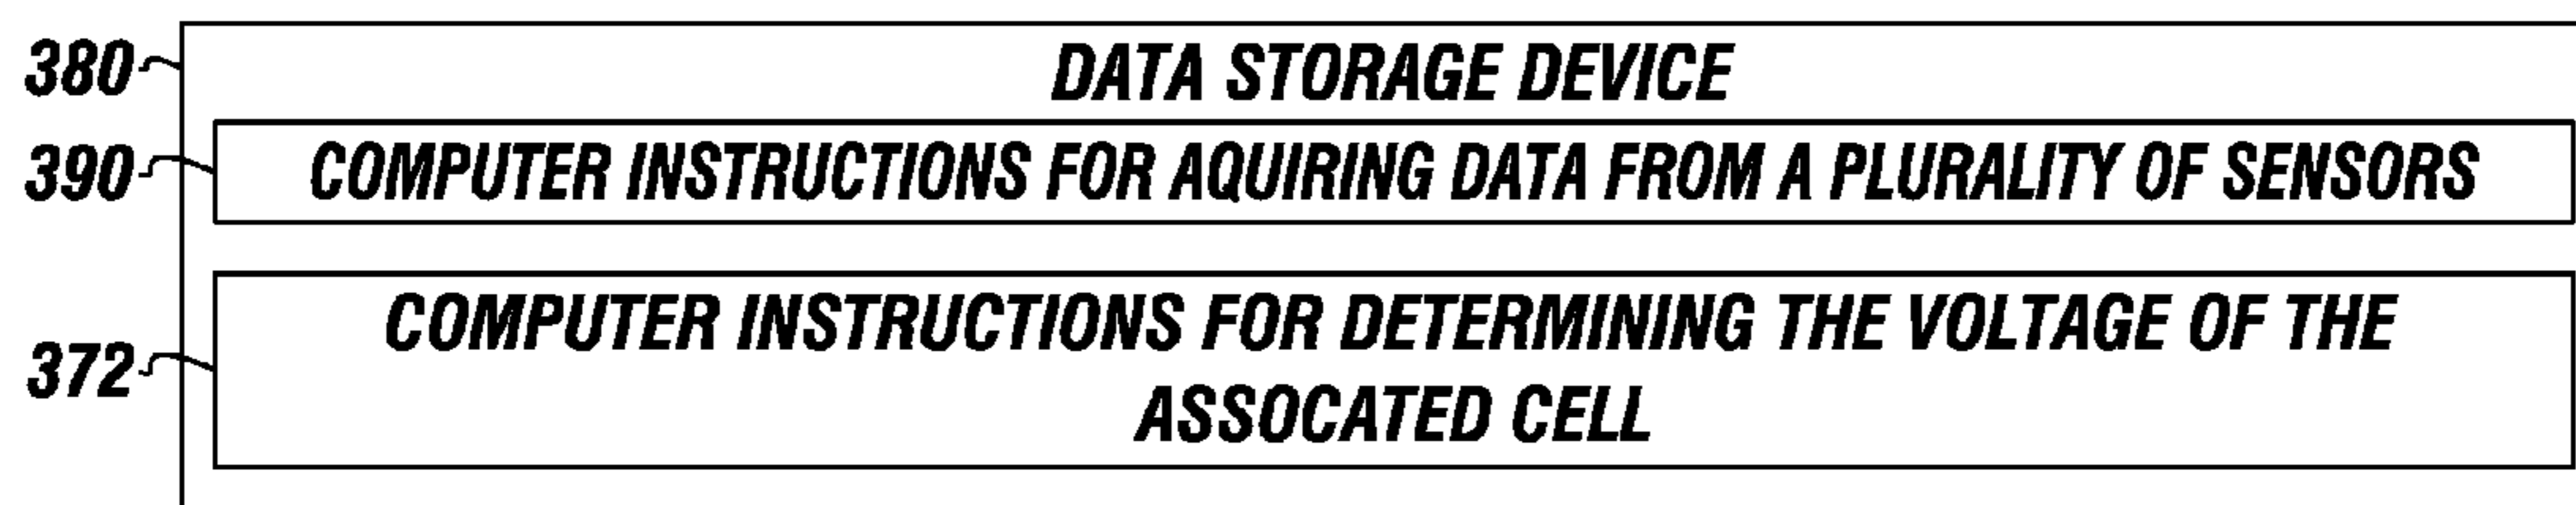 380 DATA STORAGE DEVICE
390 COMPUTER INSTRUCTIONS FOR AQUIRING DATA FROM A PLURALITY OF SENSORS
COMPUTER INSTRUCTIONS FOR DETERMINING THE VOLTAGE OF THE
372
ASSOCATED CELL